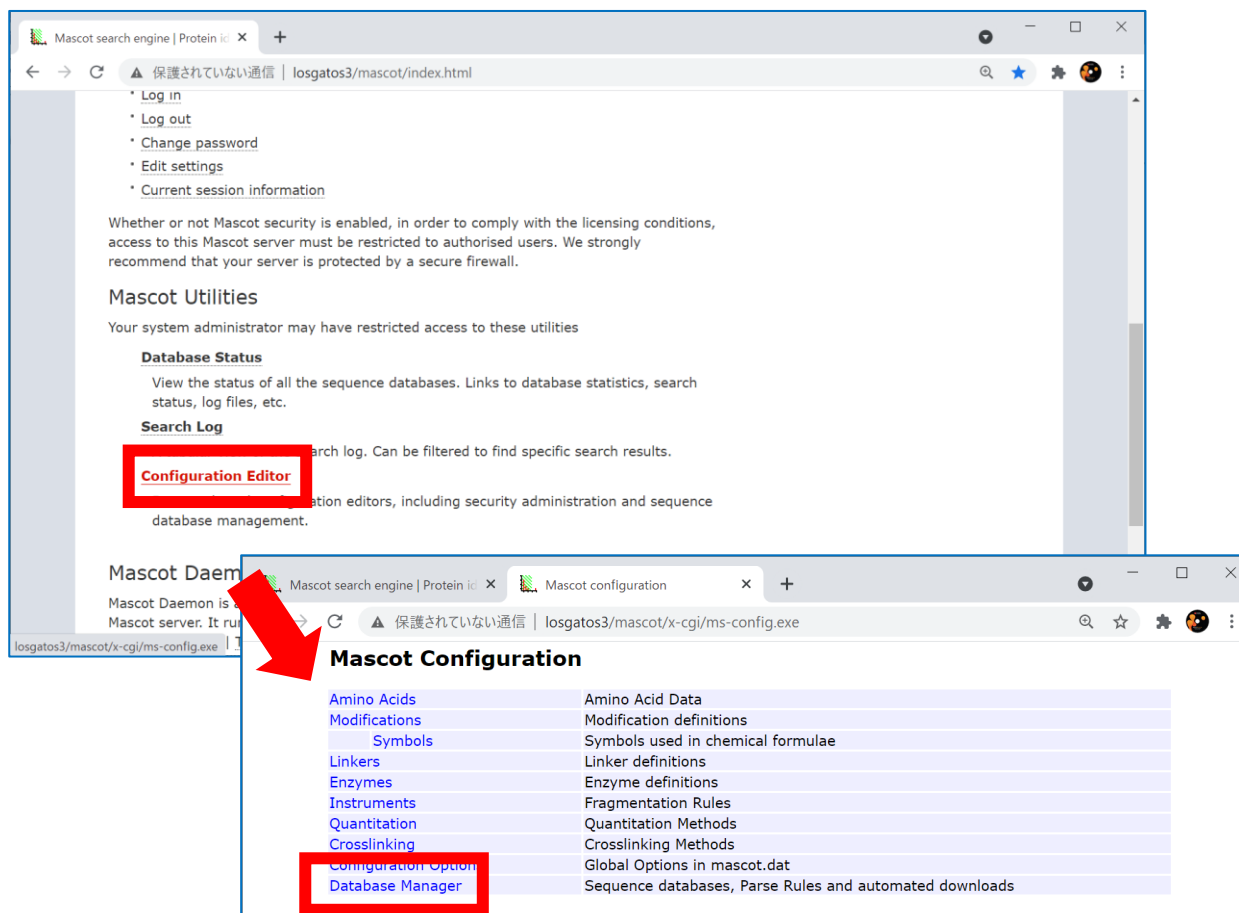 Mascot search engine | Protein id
保護されていない通信 | losgatos3/mascot/index.html
Log in
Log out
Change password
Edit settings
Current session information
Whether or not Mascot security is enabled, in order to comply with the licensing conditions,
access to this Mascot server must be restricted to authorised users. We strongly
recommend that your server is protected by a secure firewall.
Mascot Utilities
Your system administrator may have restricted access to these utilities
Database Status
View the status of all the sequence databases. Links to database statistics, search
status, log files, etc.
Search Log
arch log. Can be filtered to find specific search results.
Configuration Editor
ation editors, including security administration and sequence
database management.
Mascot Daem
Mascot Daemon is a
Mascot server. It run
losgatos3/mascot/x-cgi/ms-config.exe
Mascot search engine | Protein id
Mascot configuration
保護されていない通信 | losgatos3/mascot/x-cgi/ms-config.exe
Mascot Configuration
Amino Acids Amino Acid Data
Modifications Modification definitions
Symbols Symbols used in chemical formulae
Linkers Linker definitions
Enzymes Enzyme definitions
Instruments Fragmentation Rules
Quantitation Quantitation Methods
Crosslinking Crosslinking Methods
Configuration Option Global Options in mascot.dat
Database Manager Sequence databases, Parse Rules and automated downloads